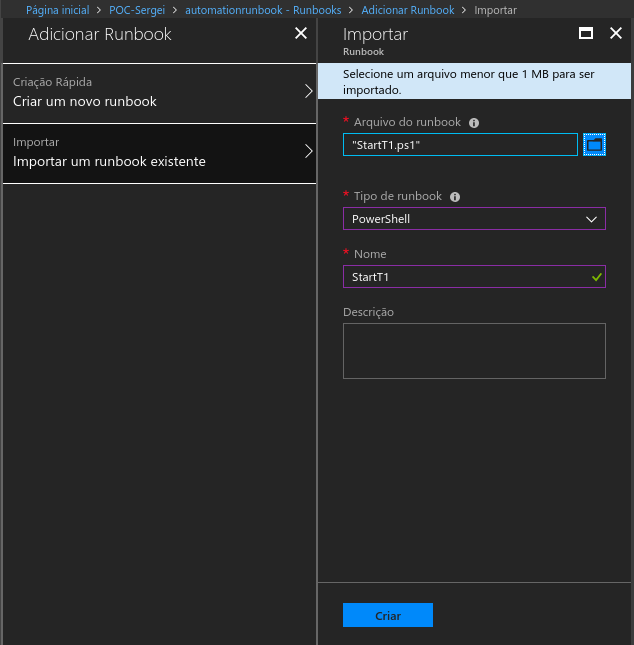 Página inicial > POC-Sergei > automationrunbook - Runbooks > Adicionar Runbook > Importar
Adicionar Runbook
Criação Rápida
Criar um novo runbook
Importar
Importar um runbook existente
Importar
Runbook
Selecione um arquivo menor que 1 MB para ser
importado.
* Arquivo do runbook
"StartT1.ps1"
* Tipo de runbook
PowerShell
* Nome
StartT1
Descrição
Criar